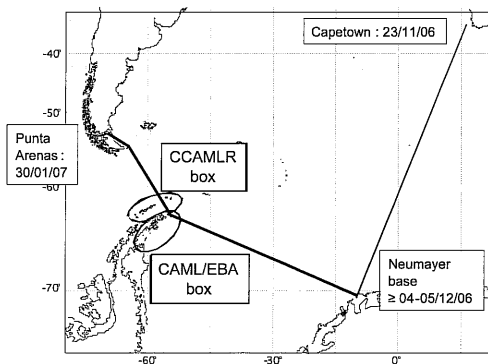 Capetown : 23/11/06
-40'
-50'
Punta
Arenas :
30/01/07
CCAMLR
box
-60'
CAML/EBA
box
Neumayer
base
≥ 04-05/12/06
-70'
-60'
-30'
0'